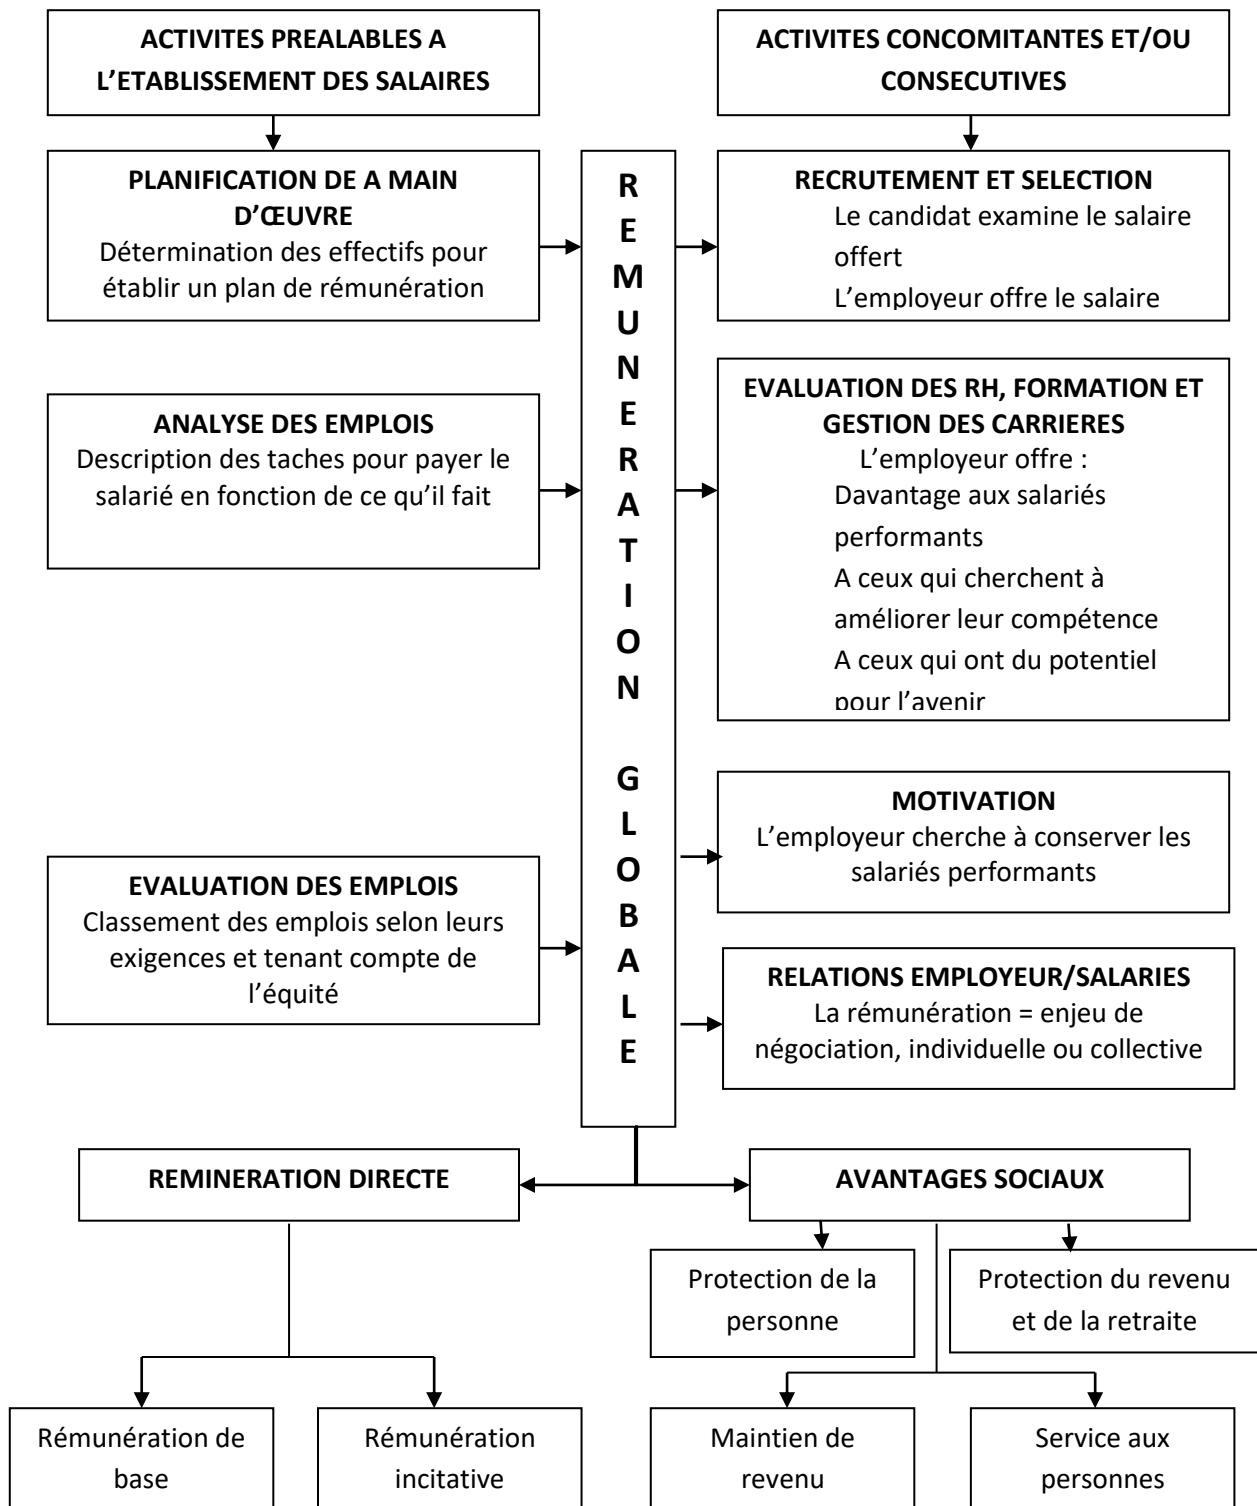 ACTIVITES PREALABLES A
L'ETABLISSEMENT DES SALAIRES
ACTIVITES CONCOMITANTES ET/OU
CONSECUTIVES
PLANIFICATION DE A MAIN
D'ŒUVRE
Détermination des effectifs pour
établir un plan de rémunération
ANALYSE DES EMPLOIS
Description des taches pour payer le
salarié en fonction de ce qu'il fait
EVALUATION DES EMPLOIS
Classement des emplois selon leurs
exigences et tenant compte de
l'équité
REMUNERATION GLOBALE
RECRUTEMENT ET SELECTION
Le candidat examine le salaire
offert
L'employeur offre le salaire
EVALUATION DES RH, FORMATION ET
GESTION DES CARRIERES
L'employeur offre :
Davantage aux salariés
performants
A ceux qui cherchent à
améliorer leur compétence
A ceux qui ont du potentiel
pour l'avenir
MOTIVATION
L'employeur cherche à conserver les
salariés performants
RELATIONS EMPLOYEUR/SALARIES
La rémunération = enjeu de
négociation, individuelle ou collective
REMINERATION DIRECTE
AVANTAGES SOCIAUX
Protection de la
personne
Protection du revenu
et de la retraite
Rémunération de
base
Rémunération
incitative
Maintien de
revenu
Service aux
personnes